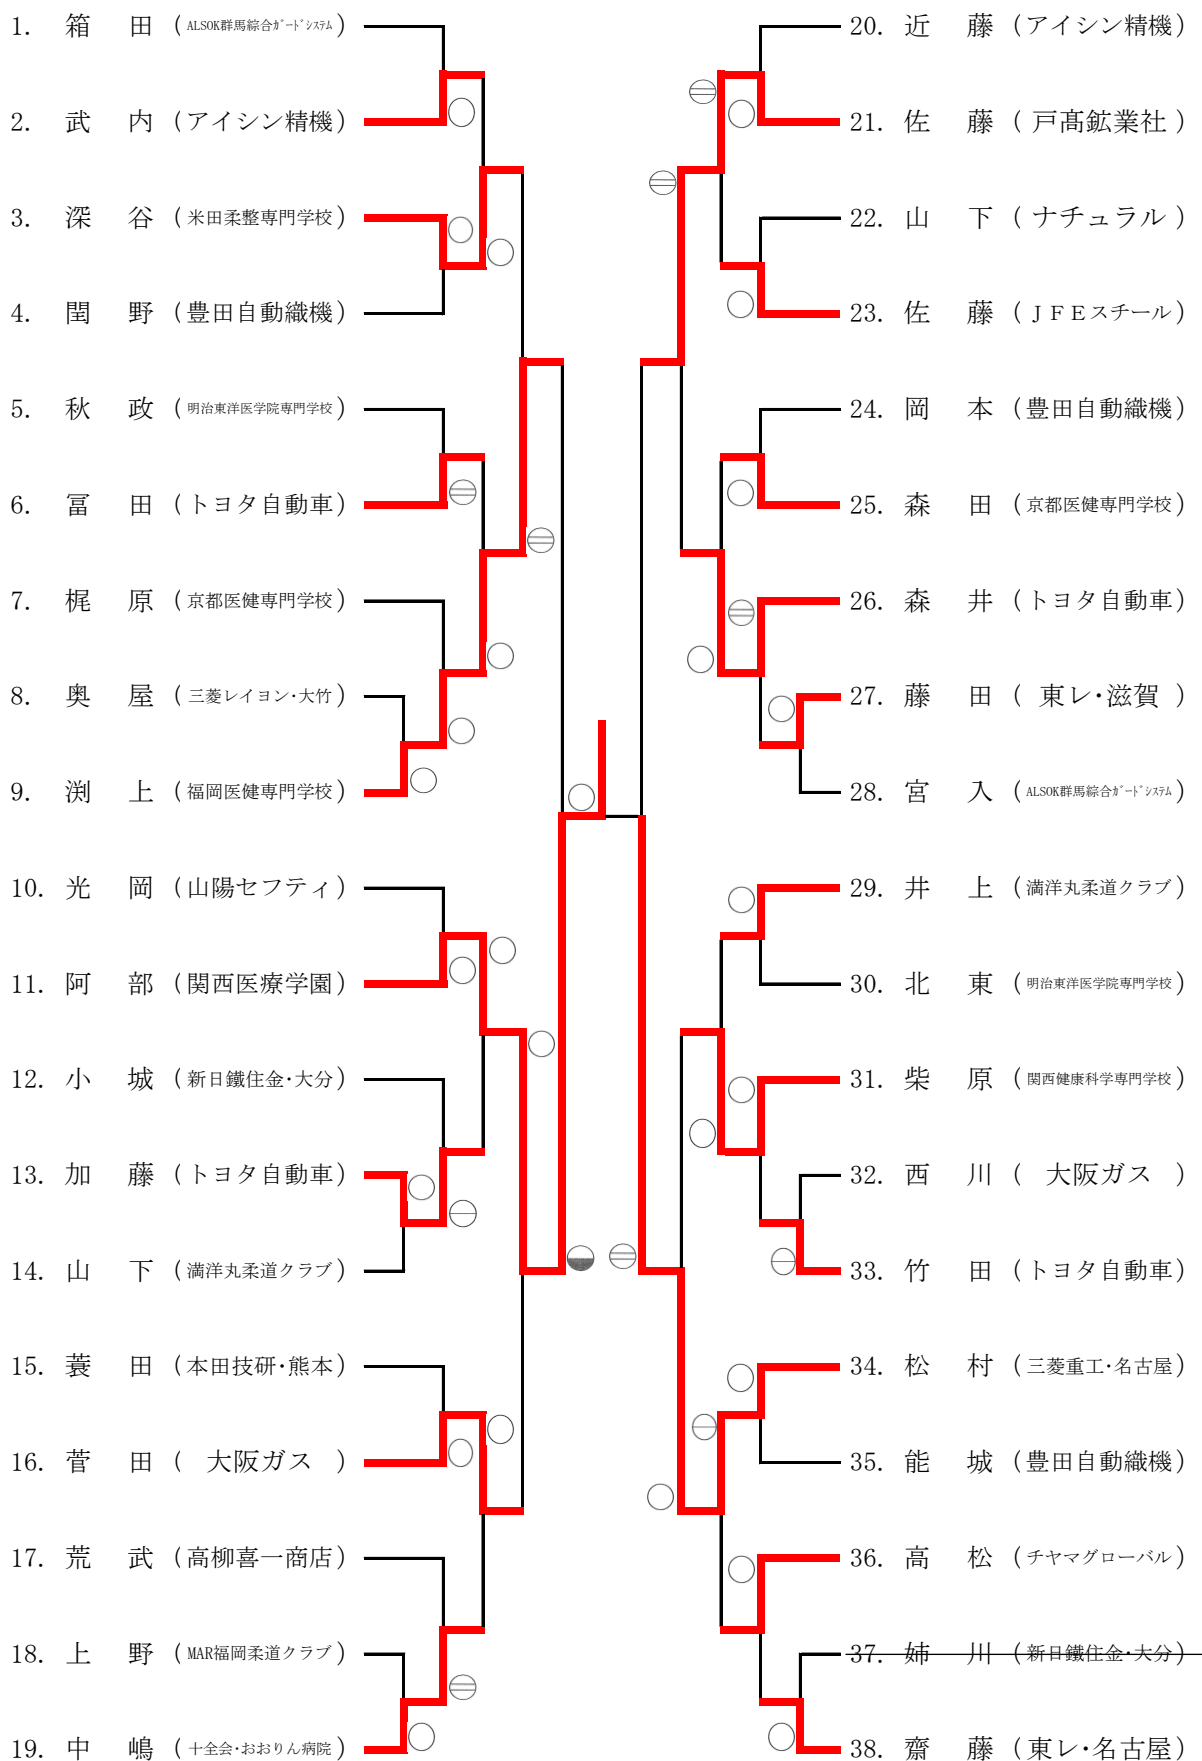 1. 箱 田 (ALSOK群馬綜合ガードシステム)
2. 武 内 (アイシン精機)
3. 深 谷 (米田柔整専門学校)
4. 閏 野 (豊田自動織機)
5. 秋 政 (明治東洋医学院専門学校)
6. 冨 田 (トヨタ自動車)
7. 梶 原 (京都医健専門学校)
8. 奥 屋 (三菱レイヨン・大竹)
9. 渕 上 (福岡医健専門学校)
10. 光 岡 (山陽セフティ)
11. 阿 部 (関西医療学園)
12. 小 城 (新日鐵住金・大分)
13. 加 藤 (トヨタ自動車)
14. 山 下 (満洋丸柔道クラブ)
15. 蓑 田 (本田技研・熊本)
16. 菅 田 ( 大阪ガス )
17. 荒 武 (高柳喜一商店)
18. 上 野 (MAR福岡柔道クラブ)
19. 中 嶋 (十全会・おおりん病院)
20. 近 藤 (アイシン精機)
21. 佐 藤 ( 戸髙鉱業社 )
22. 山 下 (ナチュラル)
23. 佐 藤 (ＪＦＥスチール)
24. 岡 本 (豊田自動織機)
25. 森 田 (京都医健専門学校)
26. 森 井 (トヨタ自動車)
27. 藤 田 ( 東レ・滋賀 )
28. 宮 入 (ALSOK群馬綜合ガードシステム)
29. 井 上 (満洋丸柔道クラブ)
30. 北 東 (明治東洋医学院専門学校)
31. 柴 原 (関西健康科学専門学校)
32. 西 川 ( 大阪ガス )
33. 竹 田 (トヨタ自動車)
34. 松 村 (三菱重工・名古屋)
35. 能 城 (豊田自動織機)
36. 高 松 (チヤマグローバル)
37. 姉 川 (新日鐵住金・大分)
38. 齋 藤 (東レ・名古屋)